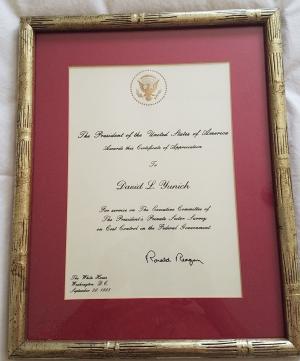 The President of the United States of America
Awards this Certificate of Appreciation
To
David L Yunich
For service on The Executive Committee of
The President's Private Sector Survey
on Cost Control in the Federal Government
Ronald Reagan
The White House
Washington, D.C.
September 20, 1983